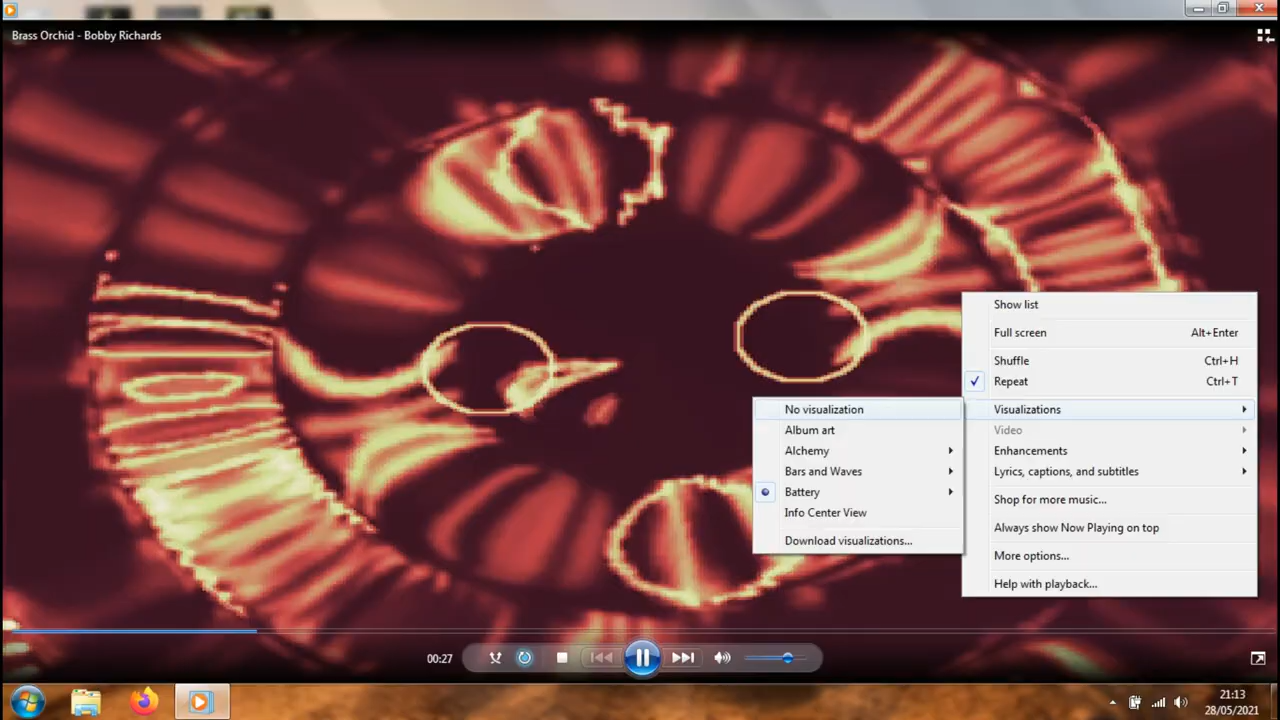 Brass Orchid - Bobby Richards
Show list
Full screen Alt+Enter
Shuffle Ctrl+H
Repeat Ctrl+T
Visualizations
Video
Enhancements
Lyrics, captions, and subtitles
Shop for more music...
Always show Now Playing on top
More options...
Help with playback...
No visualization
Album art
Alchemy
Bars and Waves
Battery
Info Center View
Download visualizations...
00:27
21:13
28/05/2021